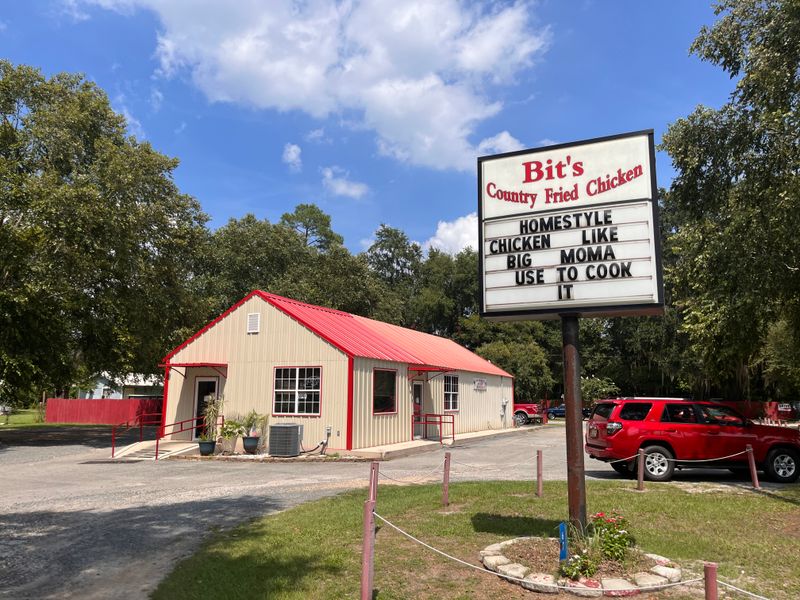 Bit's
Country Fried Chicken
HOMESTYLE
CHICKEN LIKE
BIG MOMA
USE TO COOK
IT